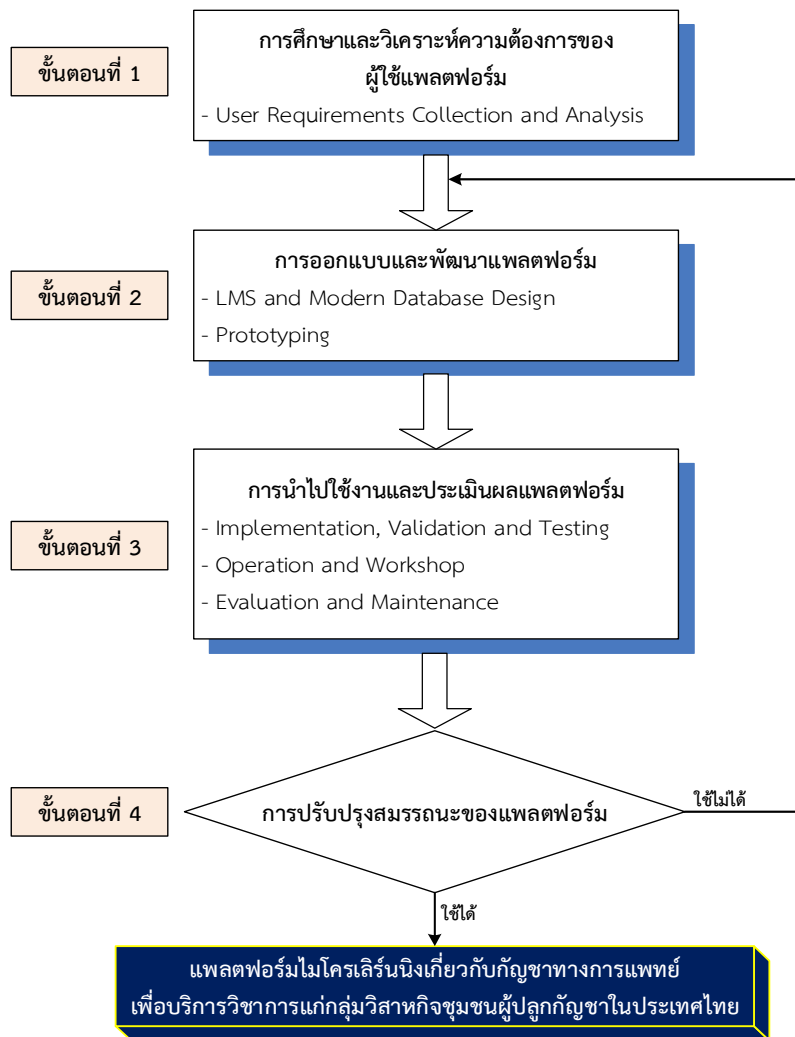 ขั้นตอนที่ 1
การศึกษาและวิเคราะห์ความต้องการของ
ผู้ใช้แพลตฟอร์ม
- User Requirements Collection and Analysis
ขั้นตอนที่ 2
การออกแบบและพัฒนาแพลตฟอร์ม
- LMS and Modern Database Design
- Prototyping
ขั้นตอนที่ 3
การนำไปใช้งานและประเมินผลแพลตฟอร์ม
- Implementation, Validation and Testing
- Operation and Workshop
- Evaluation and Maintenance
ขั้นตอนที่ 4
การปรับปรุงสมรรถนะของแพลตฟอร์ม
ใช้ไม่ได้
ใช้ได้
แพลตฟอร์มไมโครเลิร์นนิงเกี่ยวกับกัญชาทางการแพทย์
เพื่อบริการวิชาการแก่กลุ่มวิสาหกิจชุมชนผู้ปลูกกัญชาในประเทศไทย